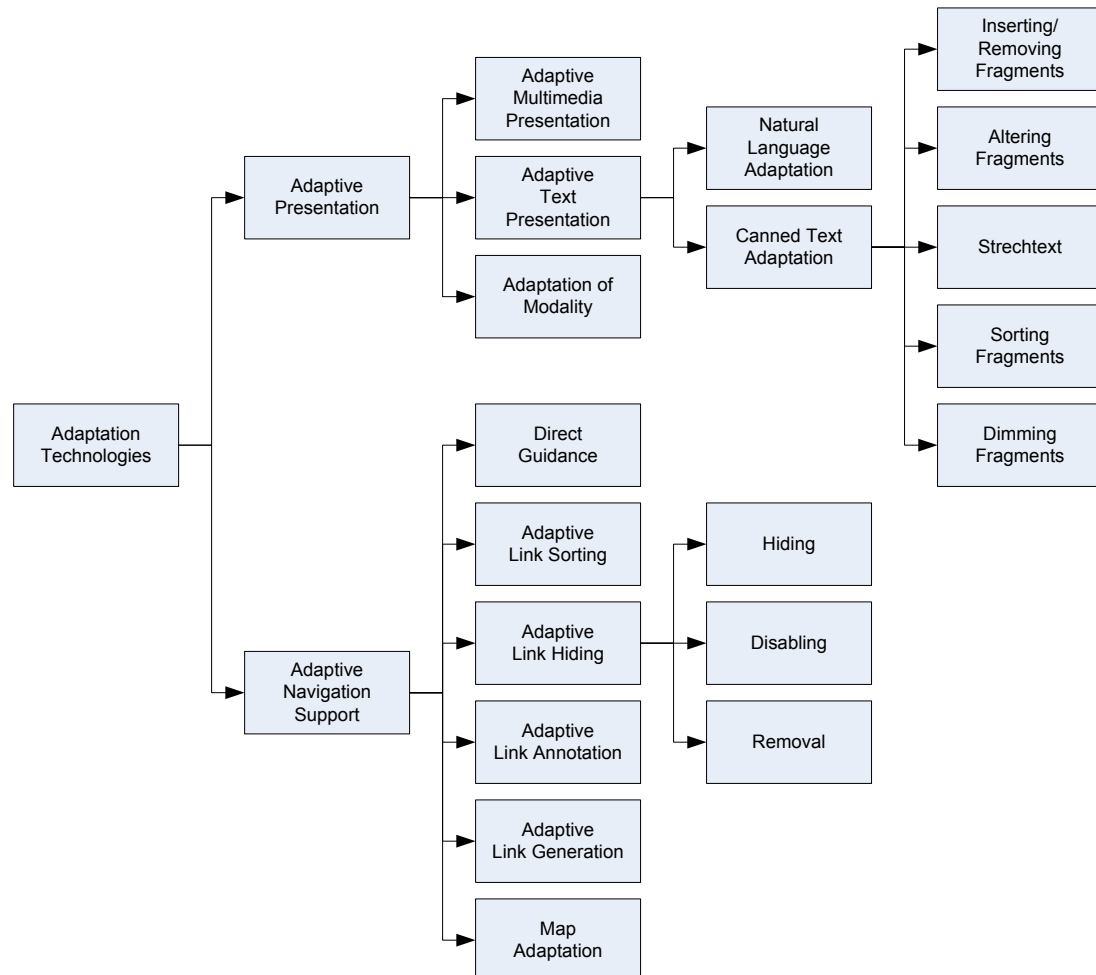 Adaptation
Technologies
Adaptive
Presentation
Adaptive
Multimedia
Presentation
Adaptive
Text
Presentation
Natural
Language
Adaptation
Canned Text
Adaptation
Inserting/
Removing
Fragments
Altering
Fragments
Strechtext
Sorting
Fragments
Dimming
Fragments
Adaptation of
Modality
Adaptive
Navigation
Support
Direct
Guidance
Adaptive
Link Sorting
Adaptive
Link Hiding
Hiding
Disabling
Removal
Adaptive
Link Annotation
Adaptive
Link Generation
Map
Adaptation